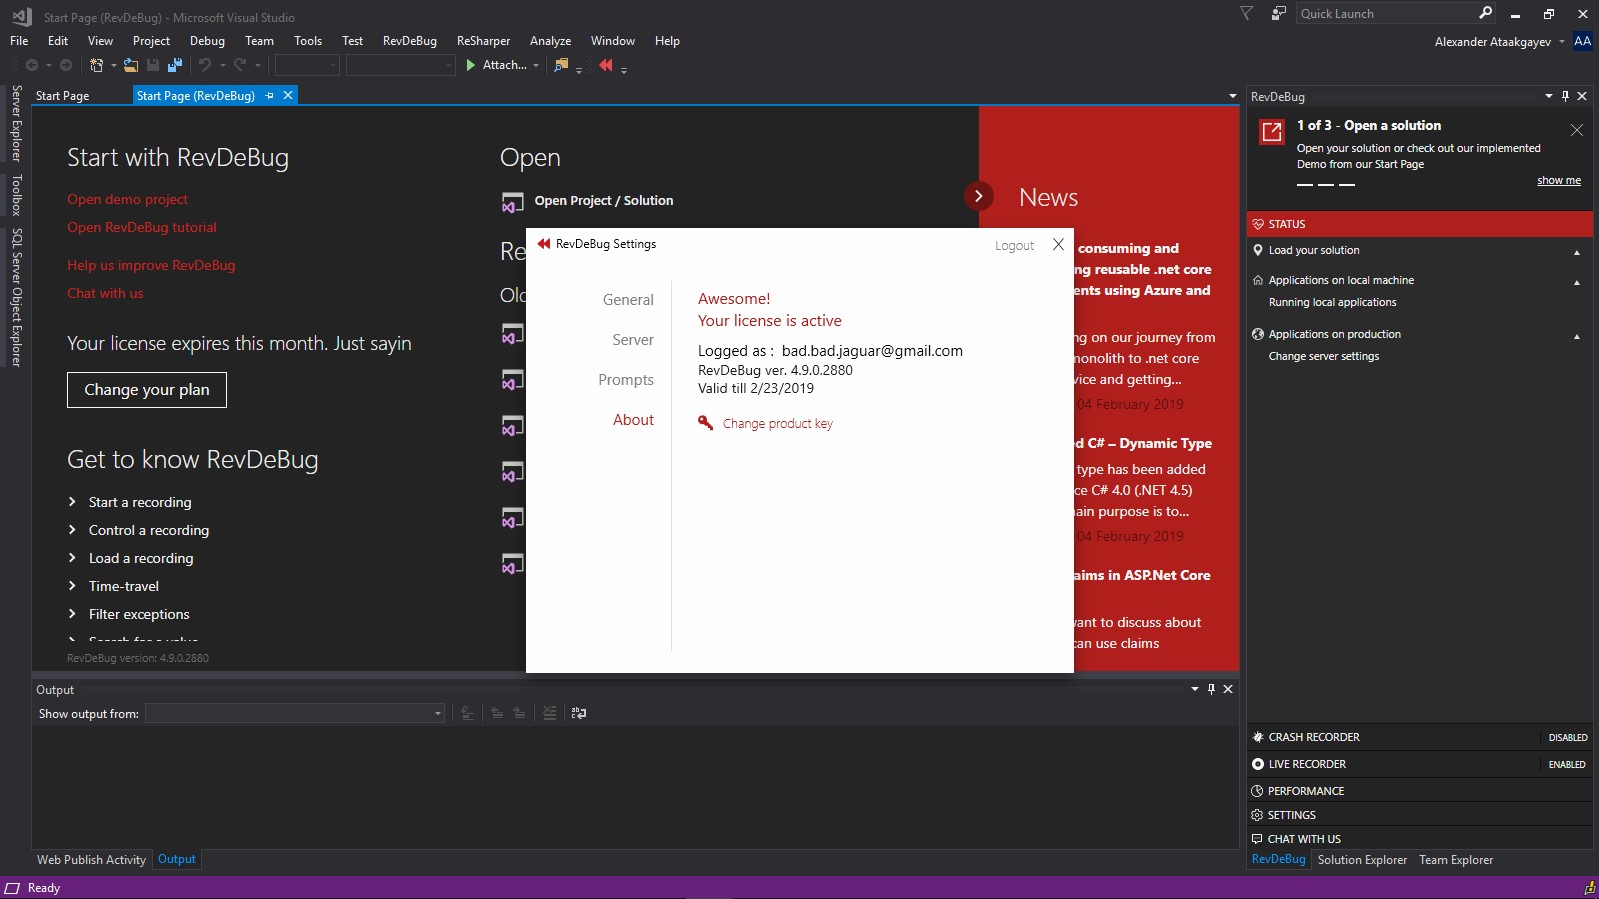 Start Page (RevDeBug) - Microsoft Visual Studio
Quick Launch
File Edit View Project Debug Team Tools Test RevDeBug ReSharper Analyze Window Help
Alexander Ataakgayev AA
Attach...
Server Explorer
Toolbox
SQL Server Object Explorer
Start Page
Start Page (RevDeBug)
Start with RevDeBug
Open demo project
Open RevDeBug tutorial
Help us improve RevDeBug
Chat with us
Your license expires this month. Just sayin
Change your plan
Get to know RevDeBug
Start a recording
Control a recording
Load a recording
Time-travel
Filter exceptions
Search for a value
RevDeBug version: 4.9.0.2880
Open
Open Project / Solution
Re
Old
RevDeBug Settings
Logout
General
Server
Prompts
About
Awesome!
Your license is active
Logged as : bad.bad.jaguar@gmail.com
RevDeBug ver. 4.9.0.2880
Valid till 2/23/2019
Change product key
News
consuming and
ng reusable .net core
ents using Azure and
ng on our journey from
monolith to .net core
vice and getting...
04 February 2019
ed C# – Dynamic Type
type has been added
ce C# 4.0 (.NET 4.5)
main purpose is to...
04 February 2019
aims in ASP.Net Core
want to discuss about
can use claims
RevDeBug
1 of 3 - Open a solution
Open your solution or check out our implemented
Demo from our Start Page
show me
STATUS
Load your solution
Applications on local machine
Running local applications
Applications on production
Change server settings
CRASH RECORDER DISABLED
LIVE RECORDER ENABLED
PERFORMANCE
SETTINGS
CHAT WITH US
RevDeBug Solution Explorer Team Explorer
Output
Show output from:
Web Publish Activity Output
Ready